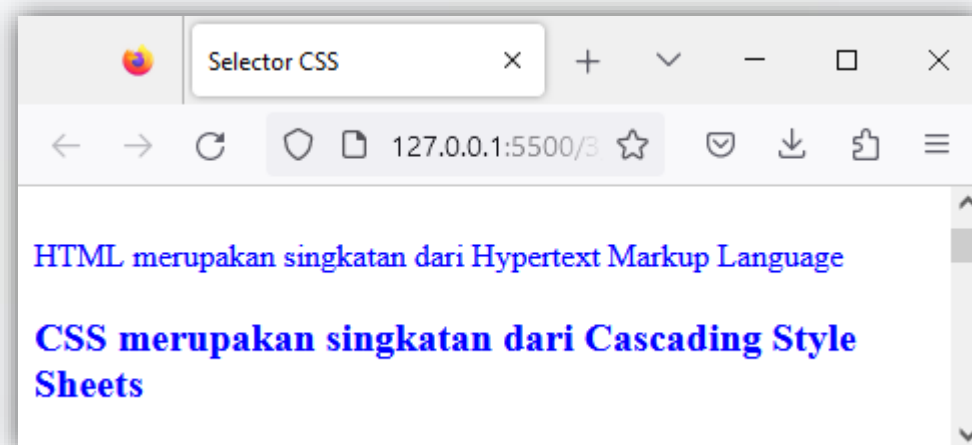 Selector CSS
127.0.0.1:5500/3
HTML merupakan singkatan dari Hypertext Markup Language
CSS merupakan singkatan dari Cascading Style
Sheets